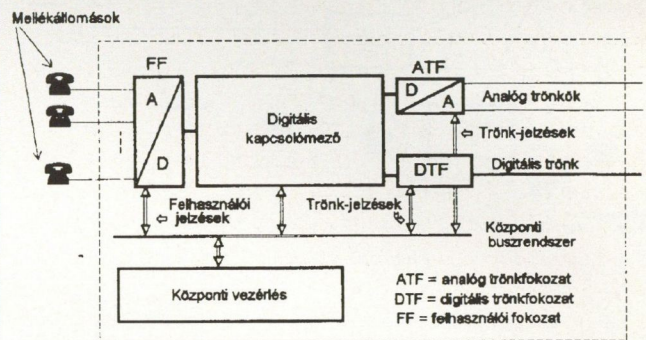 Mellékállomások
FF
ATF
A
D
D
A
Digitális
kapcsolómező
Analóg trönkök
⇦ Trönk-jelzések
DTF
Digitális trönk
Felhasználói
⇦ jelzések
Trönk-jelzések
Központi
buszrendszer
Központi vezérlés
ATF = analóg trönkfokozat
DTF = digitális trönkfokozat
FF = felhasználói fokozat